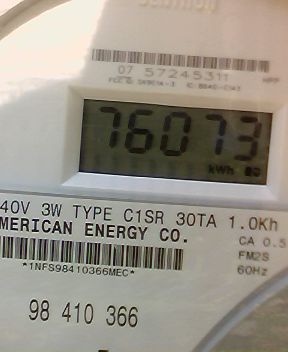 07 57245311
76073
kWh
40V 3W TYPE C1SR 30TA 1.0Kh
MERICAN ENERGY CO.
CA 0.5
*1NFS98410366MEC*
FM2S
60Hz
98 410 366